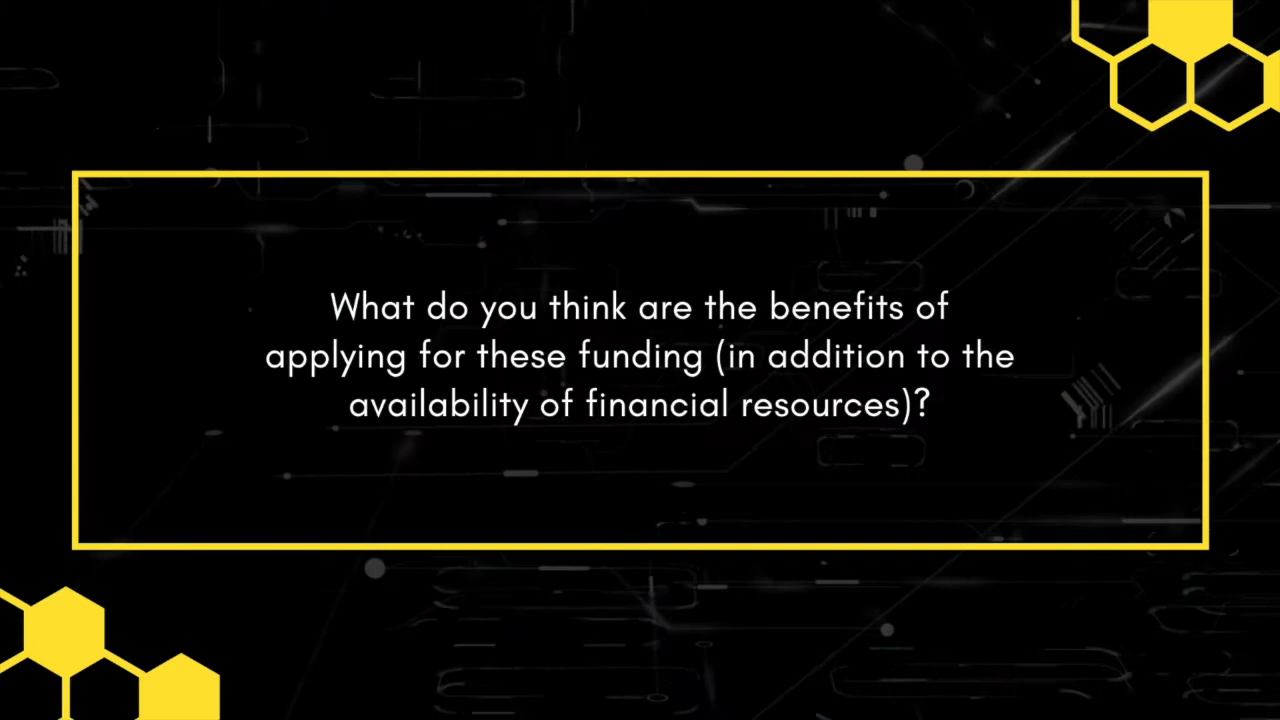 What do you think are the benefits of
applying for these funding (in addition to the
availability of financial resources)?